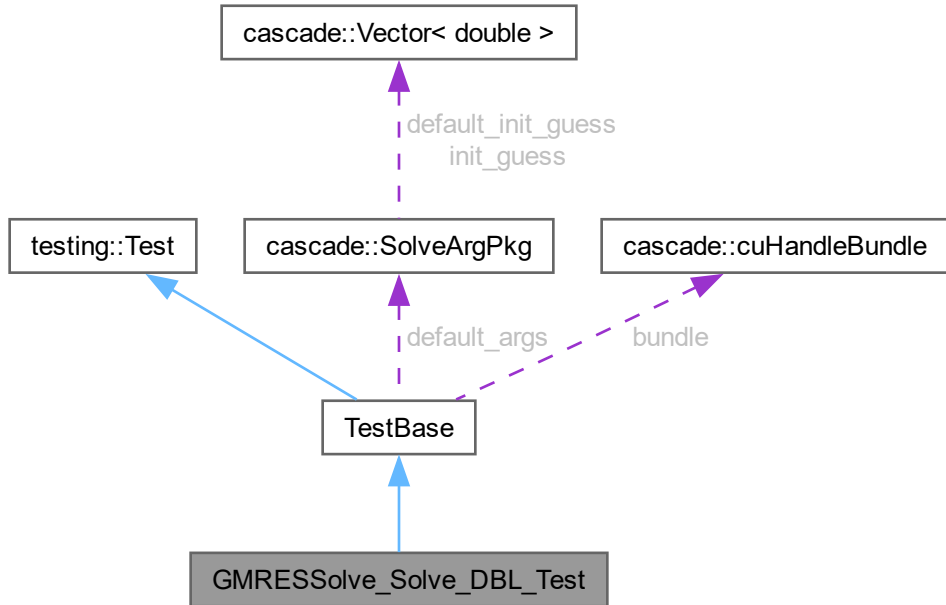 cascade::Vector< double >
default_init_guess
init_guess
testing::Test
cascade::SolveArgPkg
cascade::cuHandleBundle
default_args
bundle
TestBase
GMRESSolve_Solve_DBL_Test